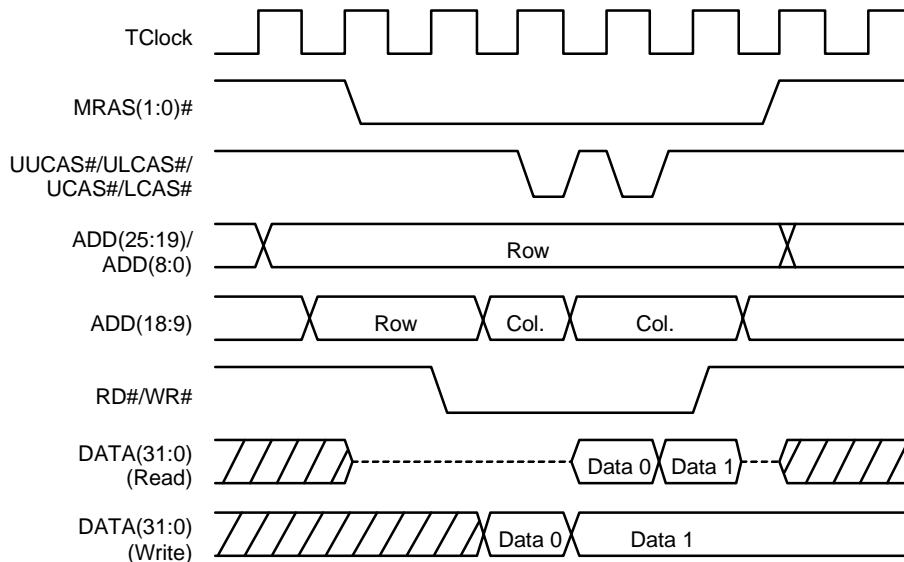 TClock
MRAS(1:0)#
UUCAS#/ULCAS#/
UCAS#/LCAS#
ADD(25:19)/
ADD(8:0)
Row
ADD(18:9)
Row
Col.
Col.
RD#/WR#
DATA(31:0)
(Read)
Data 0
Data 1
DATA(31:0)
(Write)
Data 0
Data 1